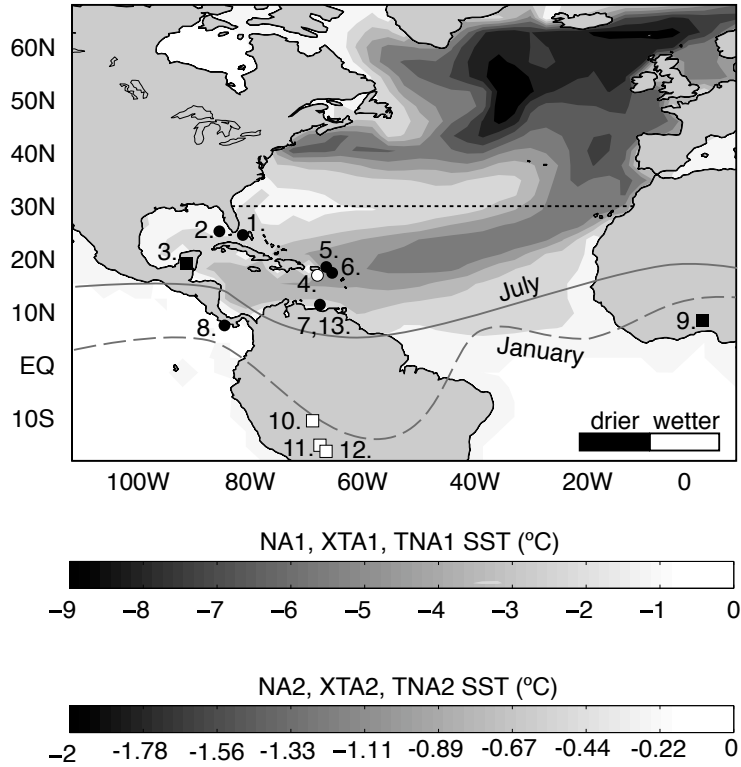 60N
50N
40N
30N
20N
10N
EQ
10S
1.
2.
3.
5.
6.
4.
7,13.
8.
9.
July
January
10.
11.
12.
drier wetter
100W 80W 60W 40W 20W 0
NA1, XTA1, TNA1 SST (ºC)
–9 –8 –7 –6 –5 –4 –3 –2 –1 0
NA2, XTA2, TNA2 SST (ºC)
-2 -1.78 -1.56 -1.33 -1.11 -0.89 -0.67 -0.44 -0.22 0